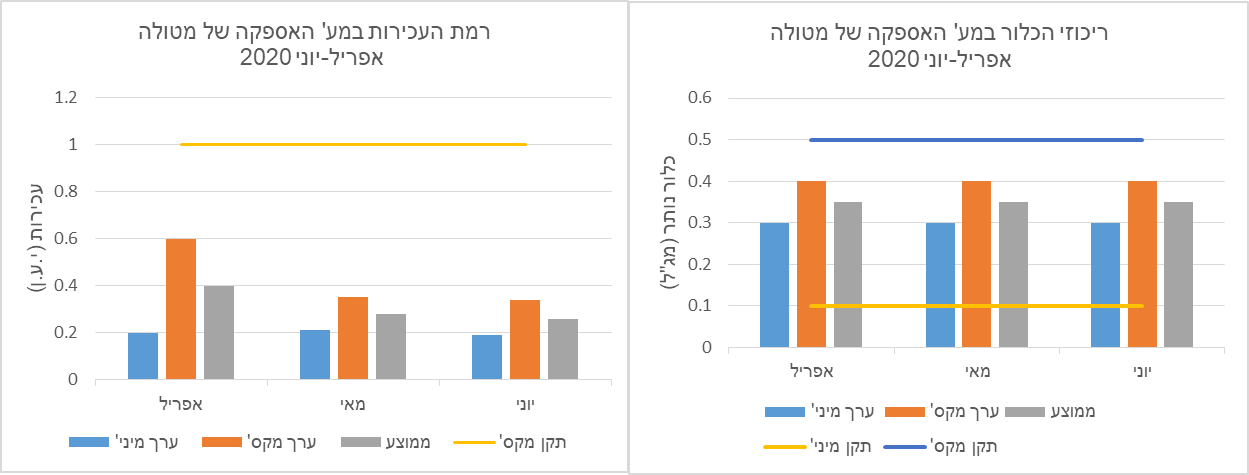 רמת העכירות במע' האספקה של מטולה
אפריל-יוני 2020
עכירות (י.ע.ן)
1.2
1
0.8
0.6
0.4
0.2
0
אפריל
מאי
יוני
ערך מיני'
ערך מקס'
ממוצע
תקן מקס'
ריכוזי הכלור במע' האספקה של מטולה
אפריל-יוני 2020
כלור נותר (מג"ל)
0.6
0.5
0.4
0.3
0.2
0.1
0
אפריל
מאי
יוני
ערך מיני'
ערך מקס'
ממוצע
תקן מיני'
תקן מקס'